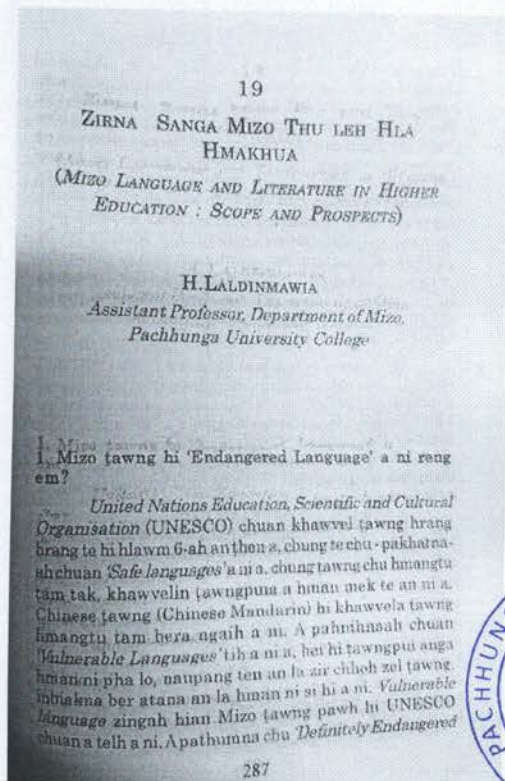 19
ZIRNA SANGA MIZO THU LEH HLA
HMAKHUA
(MIZO LANGUAGE AND LITERATURE IN HIGHER
EDUCATION : SCOPE AND PROSPECTS)
H.LALDINMAWIA
Assistant Professor, Department of Mizo,
Pachhunga University College
1. Mizo ṭawng hi 'Endangered Language' a ni reng
em?
United Nations Education, Scientific and Cultural
Organisation (UNESCO) chuan khawvel ṭawng hrang
hrang te hi hlawm 6-ah an ṭhen a, chung te chu - pakhatna-
ah chuan 'Safe languages' a ni a, chung ṭawng chu hmangtu
tam tak, khawvelin ṭawngpuia a hman mek te an ni a.
Chinese ṭawng (Chinese Mandarin) hi khawvela ṭawng
hmangtu tam bera ngaih a ni. A pahnihnaah chuan
'Vulnerable Languages' tih a ni a, hei hi ṭawngpui anga
hman ni pha lo, naupang ten an la zir chhoh zel ṭawng,
inbiakna ber atana an la hman ni si hi a ni. Vulnerable
language zingah hian Mizo ṭawng pawh hi UNESCO
chuan a telh a ni. A pathumna chu 'Definitely Endangered
287
PACHHUN